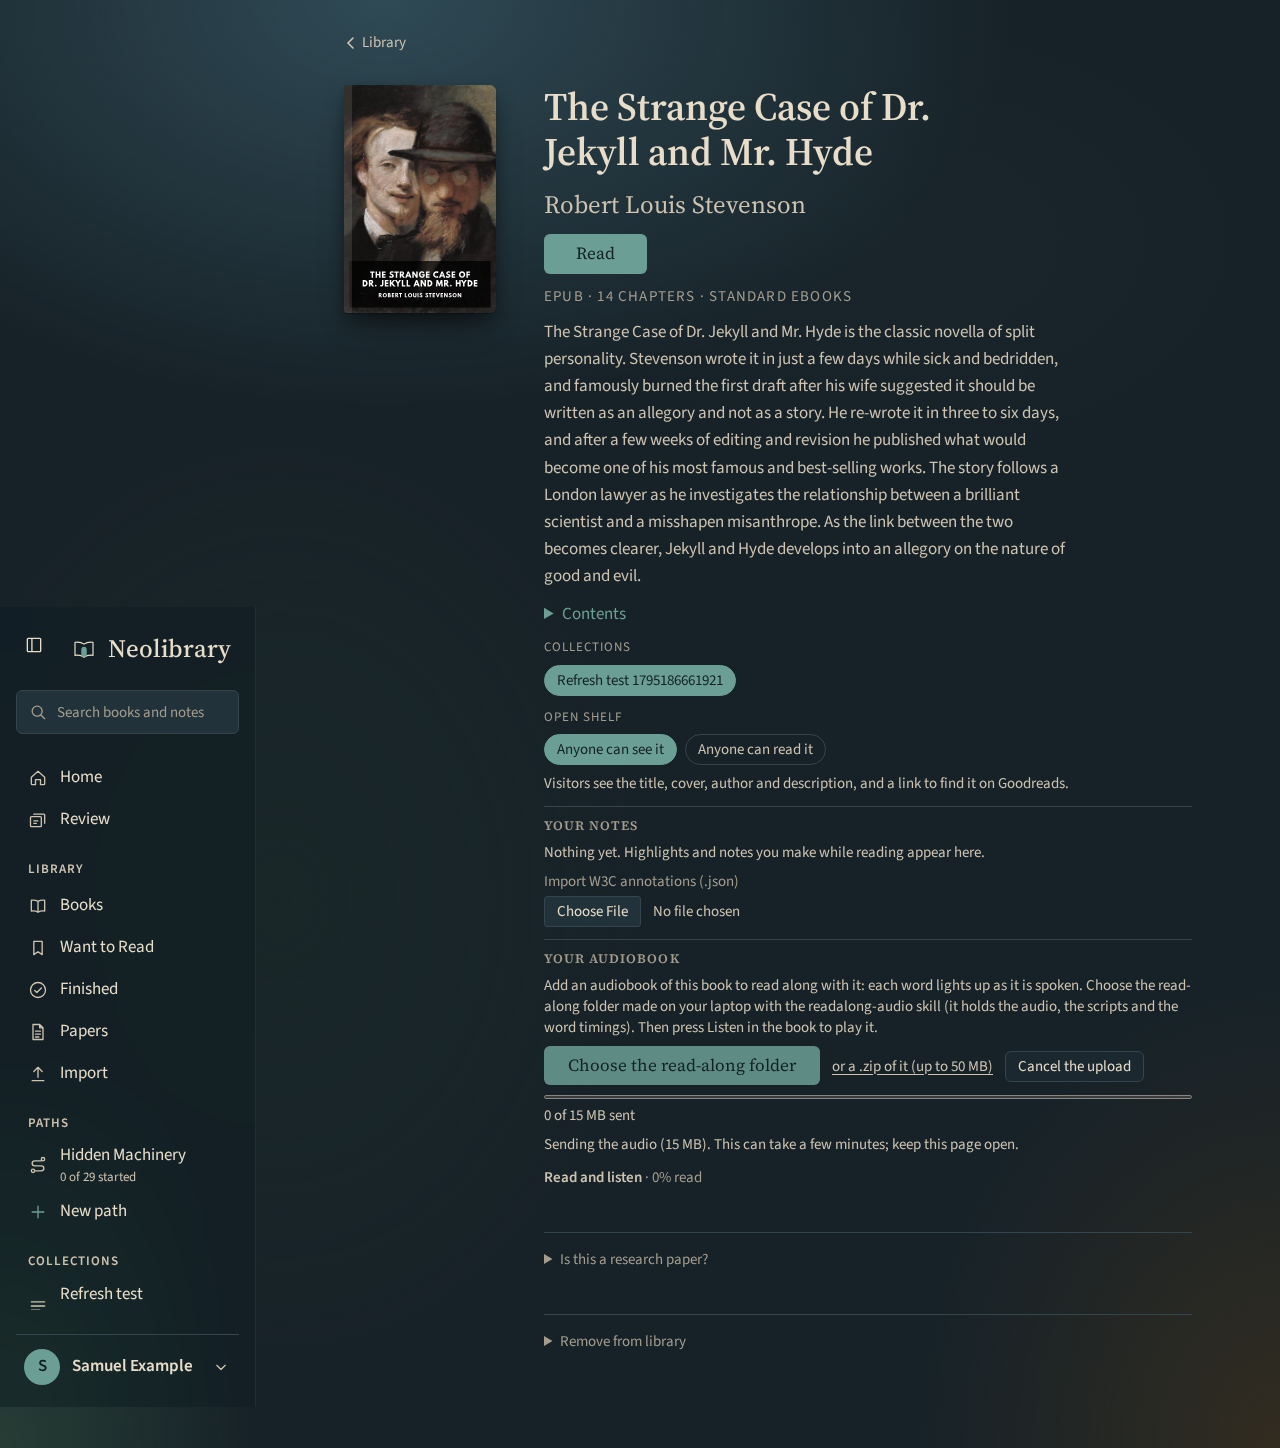 Library
THE STRANGE CASE OF
DR. JEKYLL AND MR. HYDE
ROBERT LOUIS STEVENSON
The Strange Case of Dr.
Jekyll and Mr. Hyde
Robert Louis Stevenson
Read
EPUB · 14 CHAPTERS · STANDARD EBOOKS
The Strange Case of Dr. Jekyll and Mr. Hyde is the classic novella of split
personality. Stevenson wrote it in just a few days while sick and bedridden,
and famously burned the first draft after his wife suggested it should be
written as an allegory and not as a story. He re-wrote it in three to six days,
and after a few weeks of editing and revision he published what would
become one of his most famous and best-selling works. The story follows a
London lawyer as he investigates the relationship between a brilliant
scientist and a misshapen misanthrope. As the link between the two
becomes clearer, Jekyll and Hyde develops into an allegory on the nature of
good and evil.
Contents
COLLECTIONS
Refresh test 1795186661921
OPEN SHELF
Anyone can see it
Anyone can read it
Visitors see the title, cover, author and description, and a link to find it on Goodreads.
YOUR NOTES
Nothing yet. Highlights and notes you make while reading appear here.
Import W3C annotations (.json)
Choose File No file chosen
YOUR AUDIOBOOK
Add an audiobook of this book to read along with it: each word lights up as it is spoken. Choose the read-
along folder made on your laptop with the readalong-audio skill (it holds the audio, the scripts and the
word timings). Then press Listen in the book to play it.
Choose the read-along folder
or a .zip of it (up to 50 MB)
Cancel the upload
0 of 15 MB sent
Sending the audio (15 MB). This can take a few minutes; keep this page open.
Read and listen · 0% read
Is this a research paper?
Remove from library
Neolibrary
Search books and notes
Home
Review
LIBRARY
Books
Want to Read
Finished
Papers
Import
PATHS
Hidden Machinery
0 of 29 started
New path
COLLECTIONS
Refresh test
S
Samuel Example